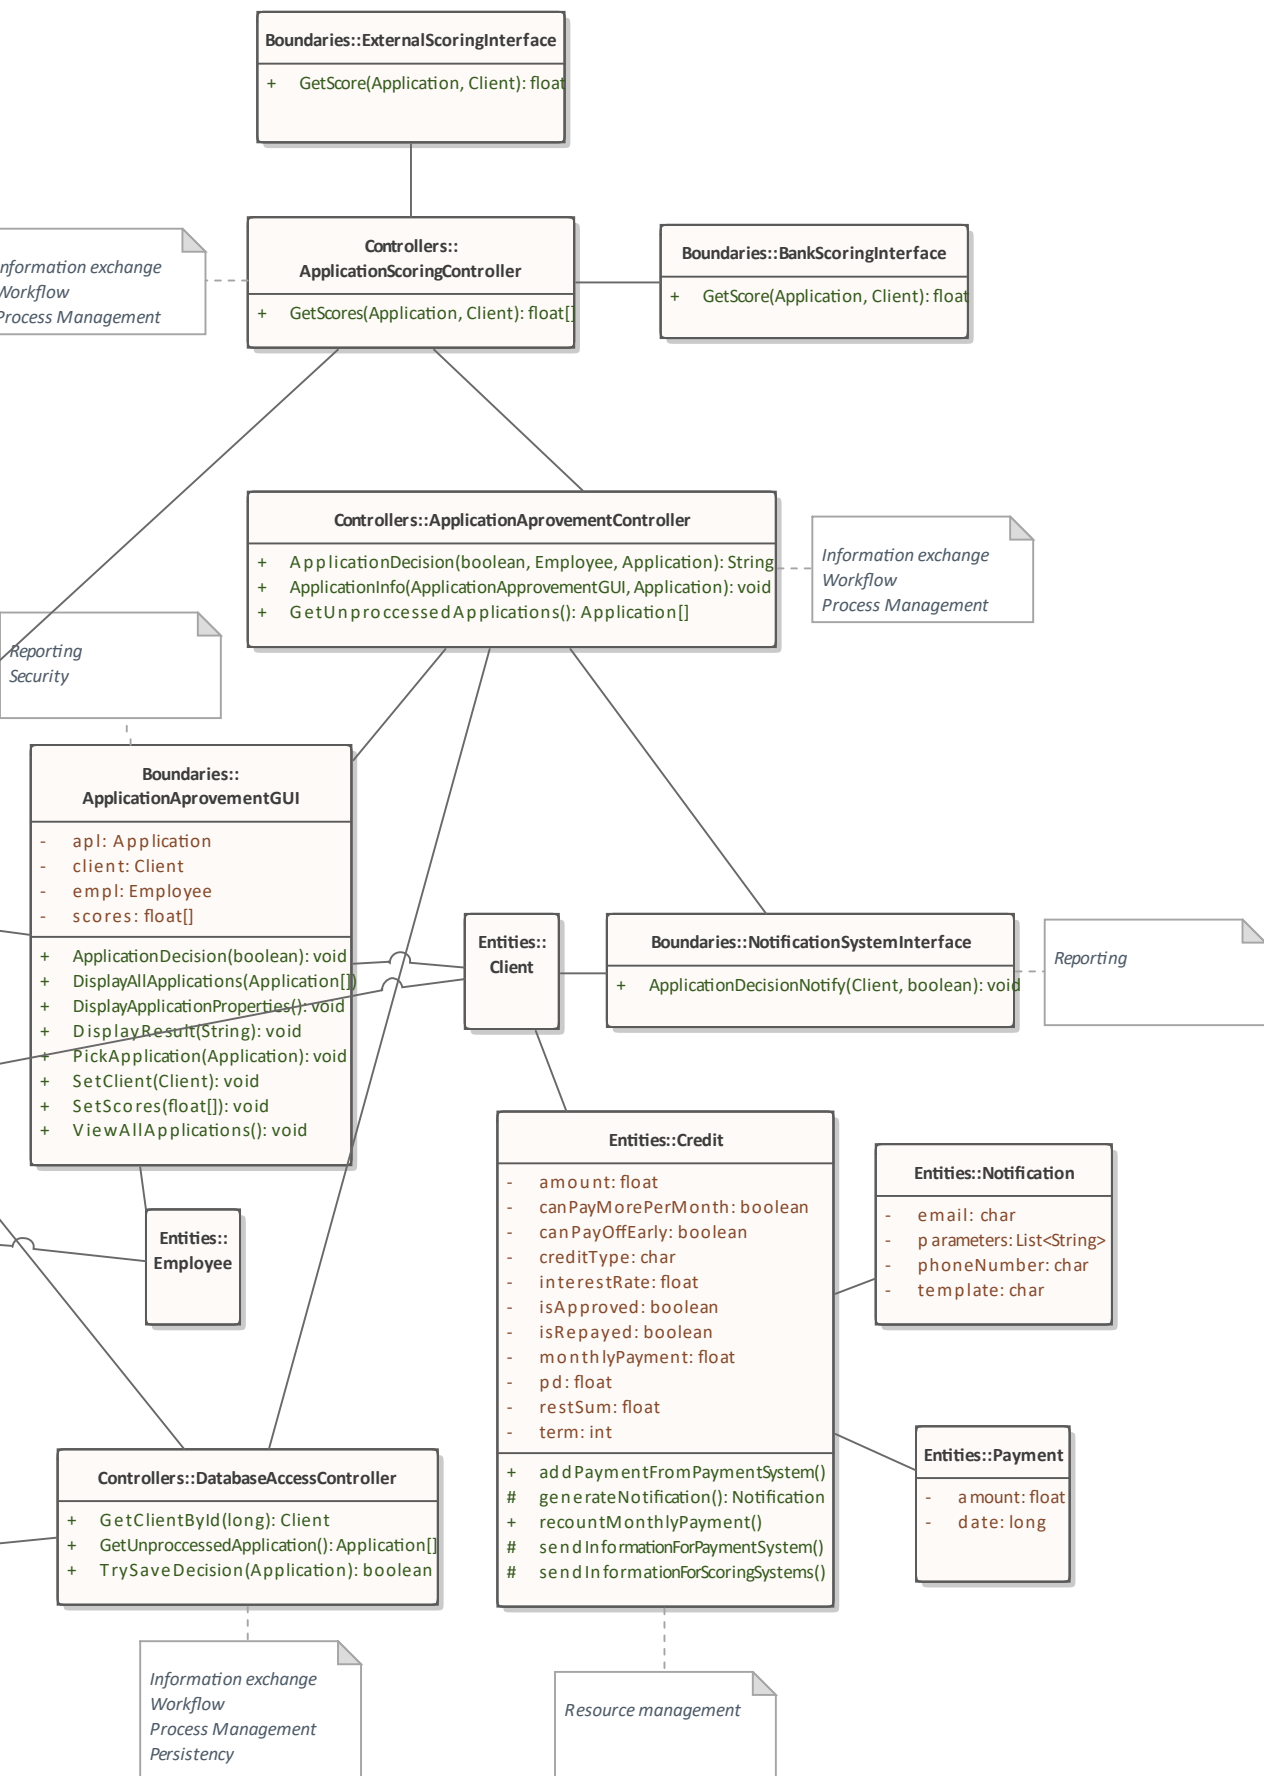 Boundaries::ExternalScoringInterface
+ GetScore(Application, Client): float
nformation exchange
Workflow
Process Management
Controllers::
ApplicationScoringController
+ GetScores(Application, Client): float[]
Boundaries::BankScoringInterface
+ GetScore(Application, Client): float
Controllers::ApplicationAprovementController
+ ApplicationDecision(boolean, Employee, Application): String
+ ApplicationInfo(ApplicationApprovementGUI, Application): void
+ GetUnproccessedApplications(): Application[]
Information exchange
Workflow
Process Management
Reporting
Security
Boundaries::
ApplicationAprovementGUI
- apl: Application
- client: Client
- empl: Employee
- scores: float[]
+ ApplicationDecision(boolean): void
+ DisplayAllApplications(Application[])
+ DisplayApplicationProperties(): void
+ DisplayResult(String): void
+ PickApplication(Application): void
+ SetClient(Client): void
+ SetScores(float[]): void
+ ViewAllApplications(): void
Entities::
Client
Boundaries::NotificationSystemInterface
+ ApplicationDecisionNotify(Client, boolean): void
Reporting
Entities::Credit
- amount: float
- canPayMorePerMonth: boolean
- canPayOffEarly: boolean
- creditType: char
- interestRate: float
- isApproved: boolean
- isRepayed: boolean
- monthlyPayment: float
- pd: float
- restSum: float
- term: int
+ addPaymentFromPaymentSystem()
# generateNotification(): Notification
+ recountMonthlyPayment()
# sendInformationForPaymentSystem()
# sendInformationForScoringSystems()
Entities::Notification
- email: char
- parameters: List<String>
- phoneNumber: char
- template: char
Entities::
Employee
Entities::Payment
- amount: float
- date: long
Controllers::DatabaseAccessController
+ GetClientById(long): Client
+ GetUnproccessedApplication(): Application[]
+ TrySaveDecision(Application): boolean
Information exchange
Workflow
Process Management
Persistency
Resource management